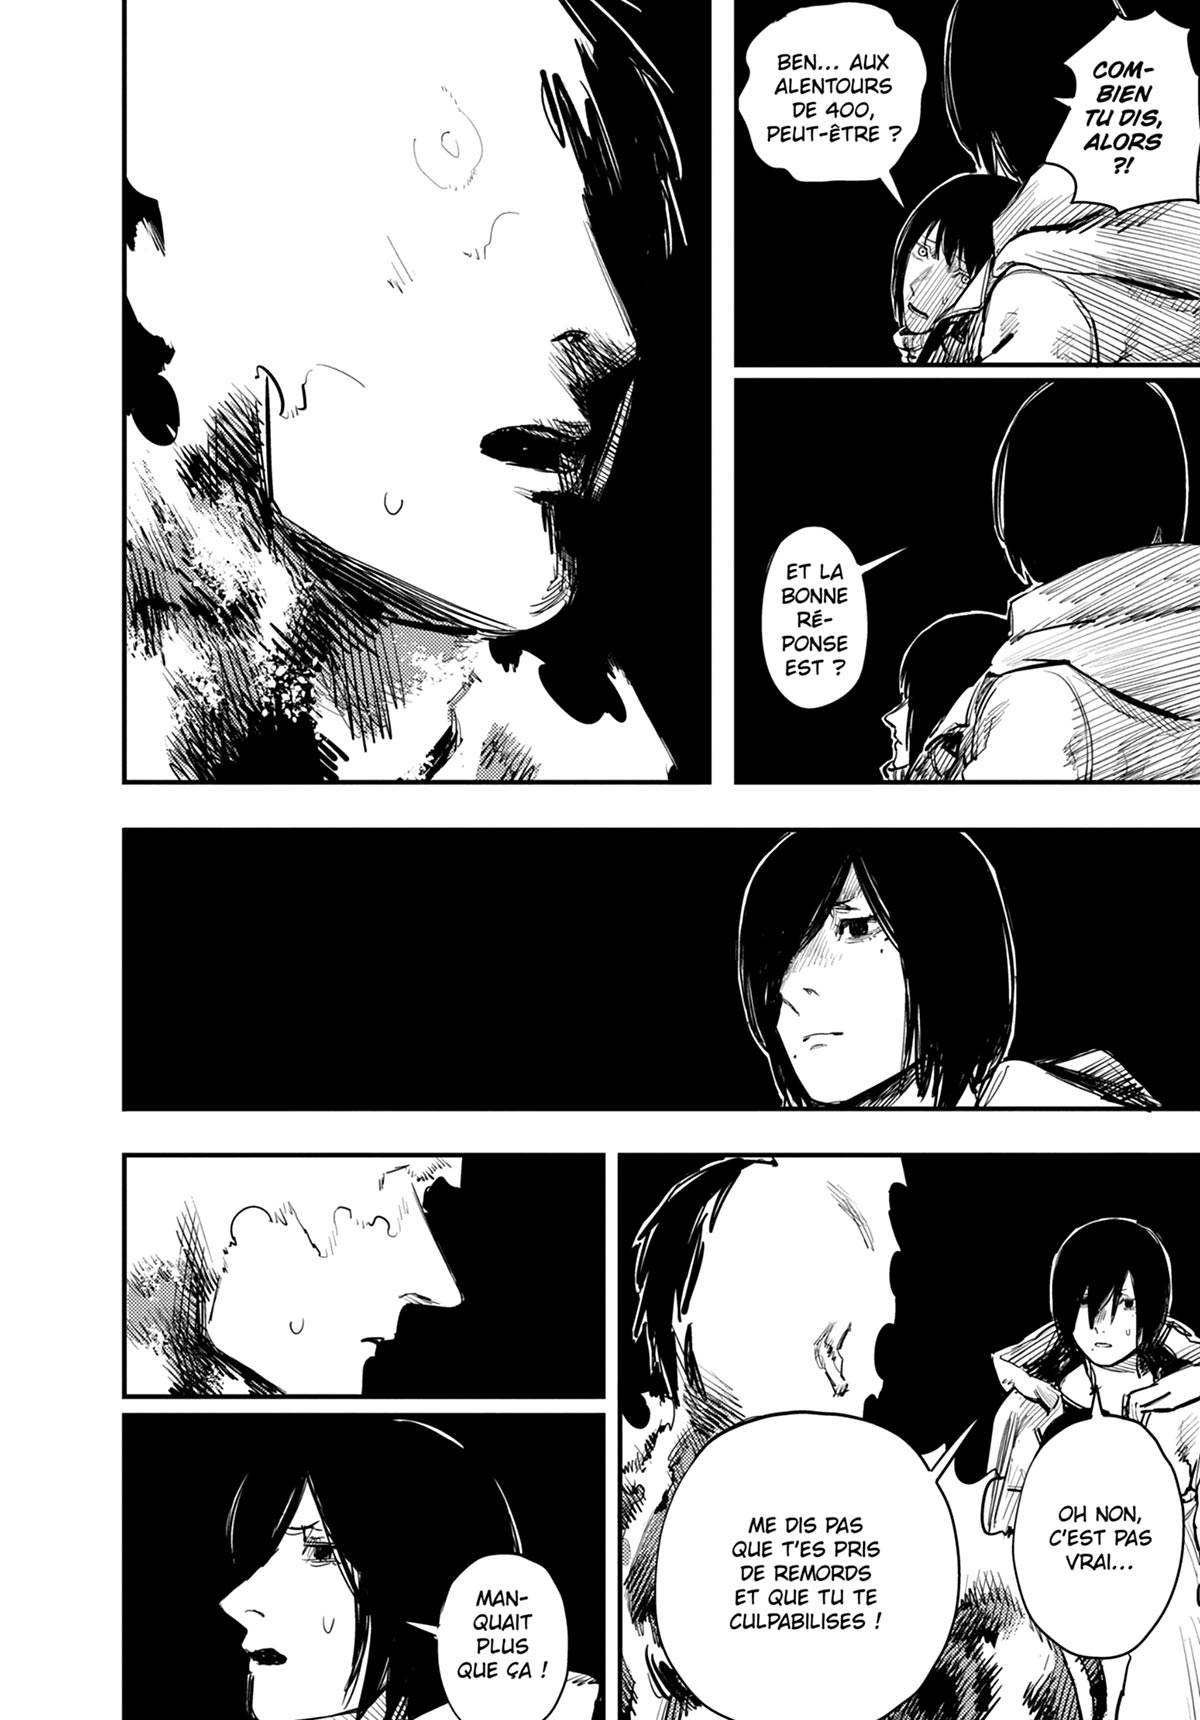 COM-
BIEN
TU DIS,
ALORS
?!
BEN... AUX
ALENTOURS
DE 400,
PEUT-ÊTRE ?
ET LA
BONNE
RÉ-
PONSE
EST ?
OH NON,
C'EST PAS
VRAI...
ME DIS PAS
QUE T'ES PRIS
DE REMORDS
ET QUE TU TE
CULPABILISES !
MAN-
QUAIT
PLUS
QUE ÇA !